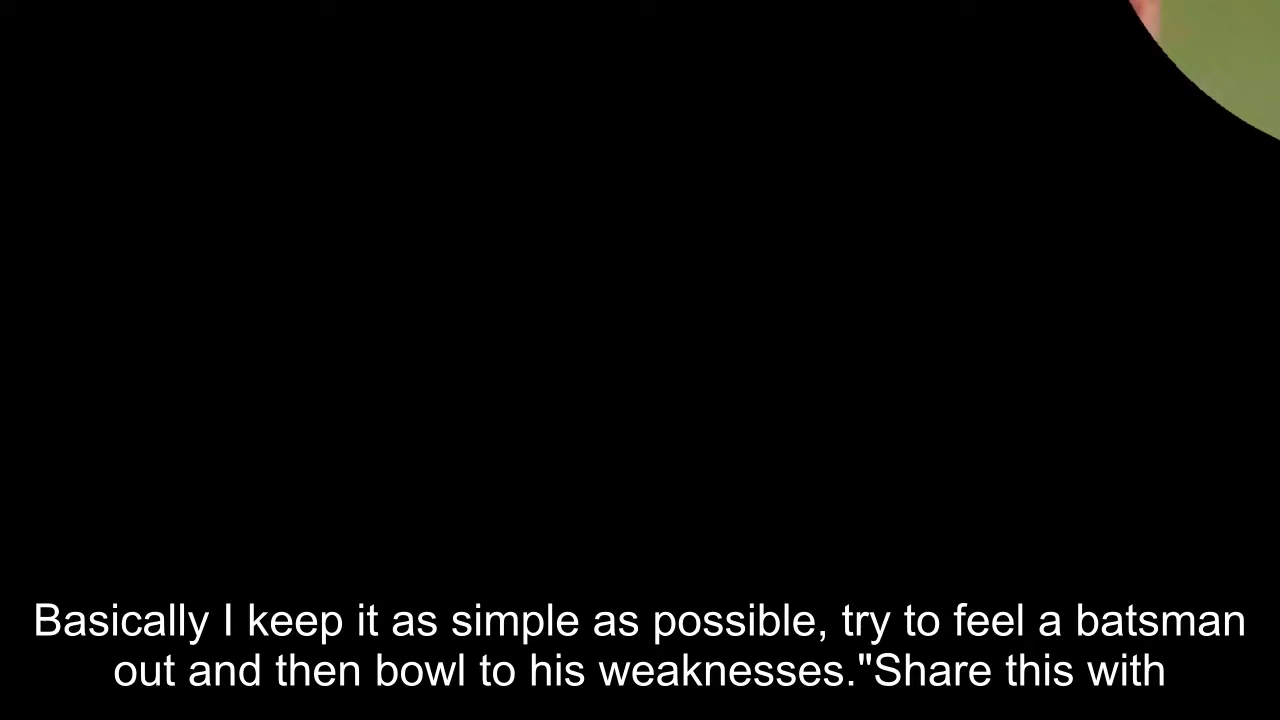 Basically I keep it as simple as possible, try to feel a batsman
out and then bowl to his weaknesses."Share this with